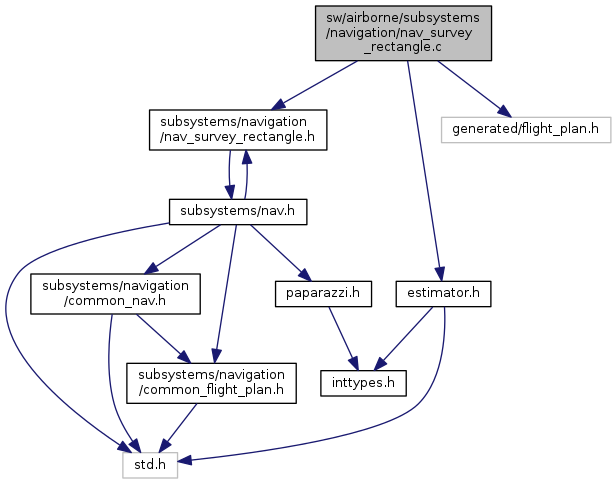 sw/airborne/subsystems
/navigation/nav_survey
_rectangle.c
subsystems/navigation
/nav_survey_rectangle.h
generated/flight_plan.h
subsystems/nav.h
subsystems/navigation
/common_nav.h
paparazzi.h
estimator.h
subsystems/navigation
/common_flight_plan.h
inttypes.h
std.h